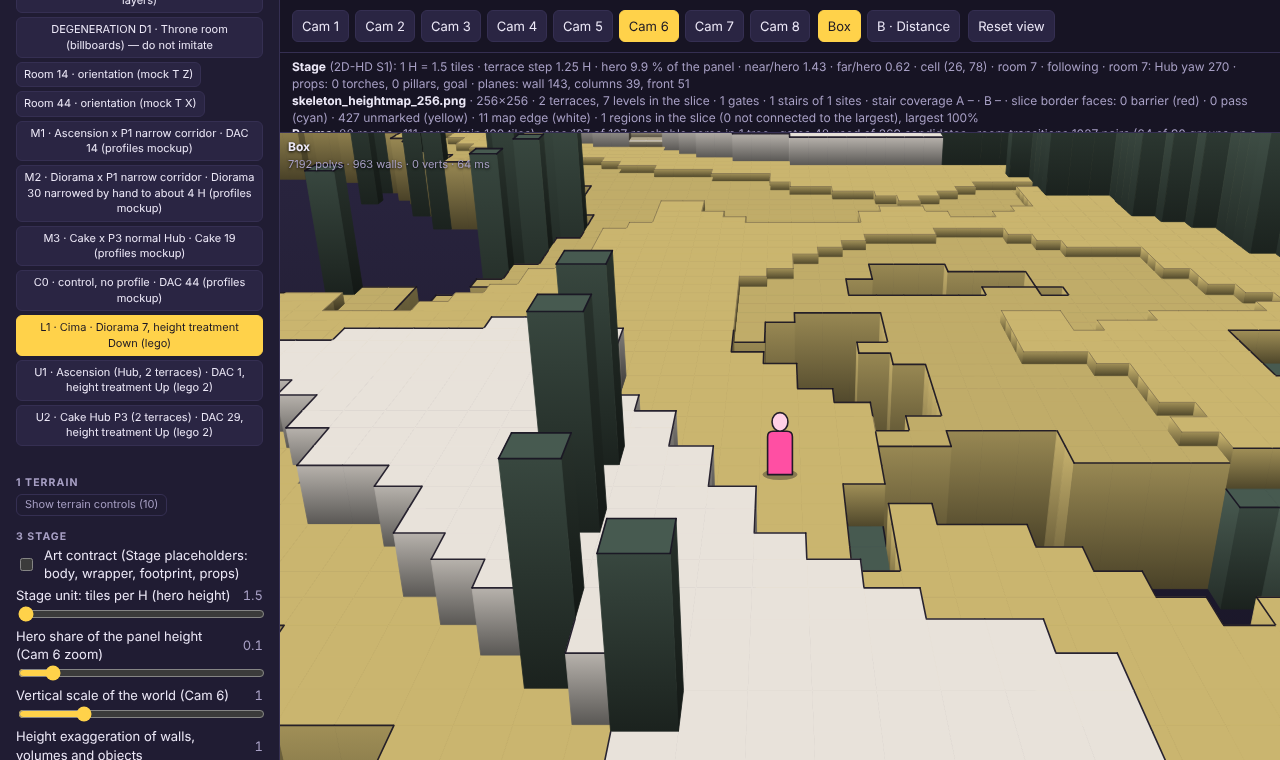 layers)
DEGENERATION D1 · Throne room
(billboards) — do not imitate
Room 14 · orientation (mock T Z)
Room 44 · orientation (mock T X)
M1 · Ascension x P1 narrow corridor · DAC
14 (profiles mockup)
M2 · Diorama x P1 narrow corridor · Diorama
30 narrowed by hand to about 4 H (profiles
mockup)
M3 · Cake x P3 normal Hub · Cake 19
(profiles mockup)
C0 · control, no profile · DAC 44 (profiles
mockup)
L1 · Cima · Diorama 7, height treatment
Down (lego)
U1 · Ascension (Hub, 2 terraces) · DAC 1,
height treatment Up (lego 2)
U2 · Cake Hub P3 (2 terraces) · DAC 29,
height treatment Up (lego 2)
1 TERRAIN
Show terrain controls (10)
3 STAGE
Art contract (Stage placeholders:
body, wrapper, footprint, props)
Stage unit: tiles per H (hero height) 1.5
Hero share of the panel height
(Cam 6 zoom) 0.1
Vertical scale of the world (Cam 6) 1
Height exaggeration of walls,
volumes and objects 1
Cam 1 Cam 2 Cam 3 Cam 4 Cam 5 Cam 6 Cam 7 Cam 8 Box B · Distance Reset view
Stage (2D-HD S1): 1 H = 1.5 tiles · terrace step 1.25 H · hero 9.9 % of the panel · near/hero 1.43 · far/hero 0.62 · cell (26, 78) · room 7 · following · room 7: Hub yaw 270 ·
props: 0 torches, 0 pillars, goal · planes: wall 143, columns 39, front 51
skeleton_heightmap_256.png · 256×256 · 2 terraces, 7 levels in the slice · 1 gates · 1 stairs of 1 sites · stair coverage A – · B – · slice border faces: 0 barrier (red) · 0 pass
(cyan) · 427 unmarked (yellow) · 11 map edge (white) · 1 regions in the slice (0 not connected to the largest), largest 100%
Box
7192 polys · 963 walls · 0 verts · 64 ms